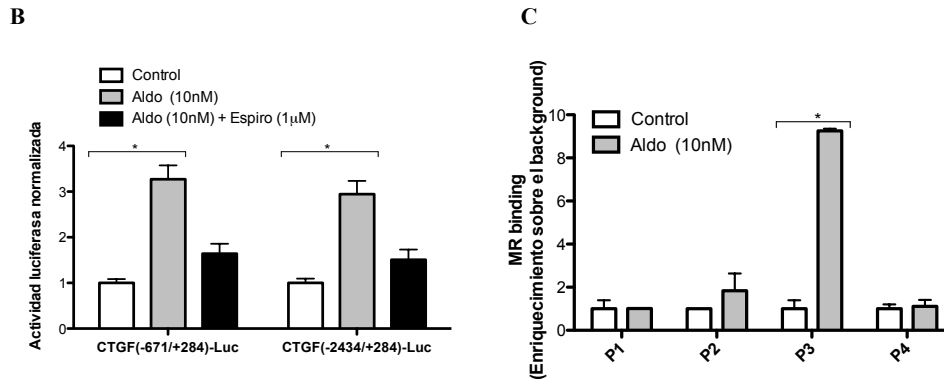 B
Control
Aldo (10nM)
Aldo (10nM) + Espiro (1µM)
Actividad luciferasa normalizada
4
3
2
1
0
*
*
CTGF(-671/+284)-Luc
CTGF(-2434/+284)-Luc
C
Control
Aldo (10nM)
MR binding
(Enriquecimiento sobre el background)
10
8
6
4
2
0
*
P1
P2
P3
P4